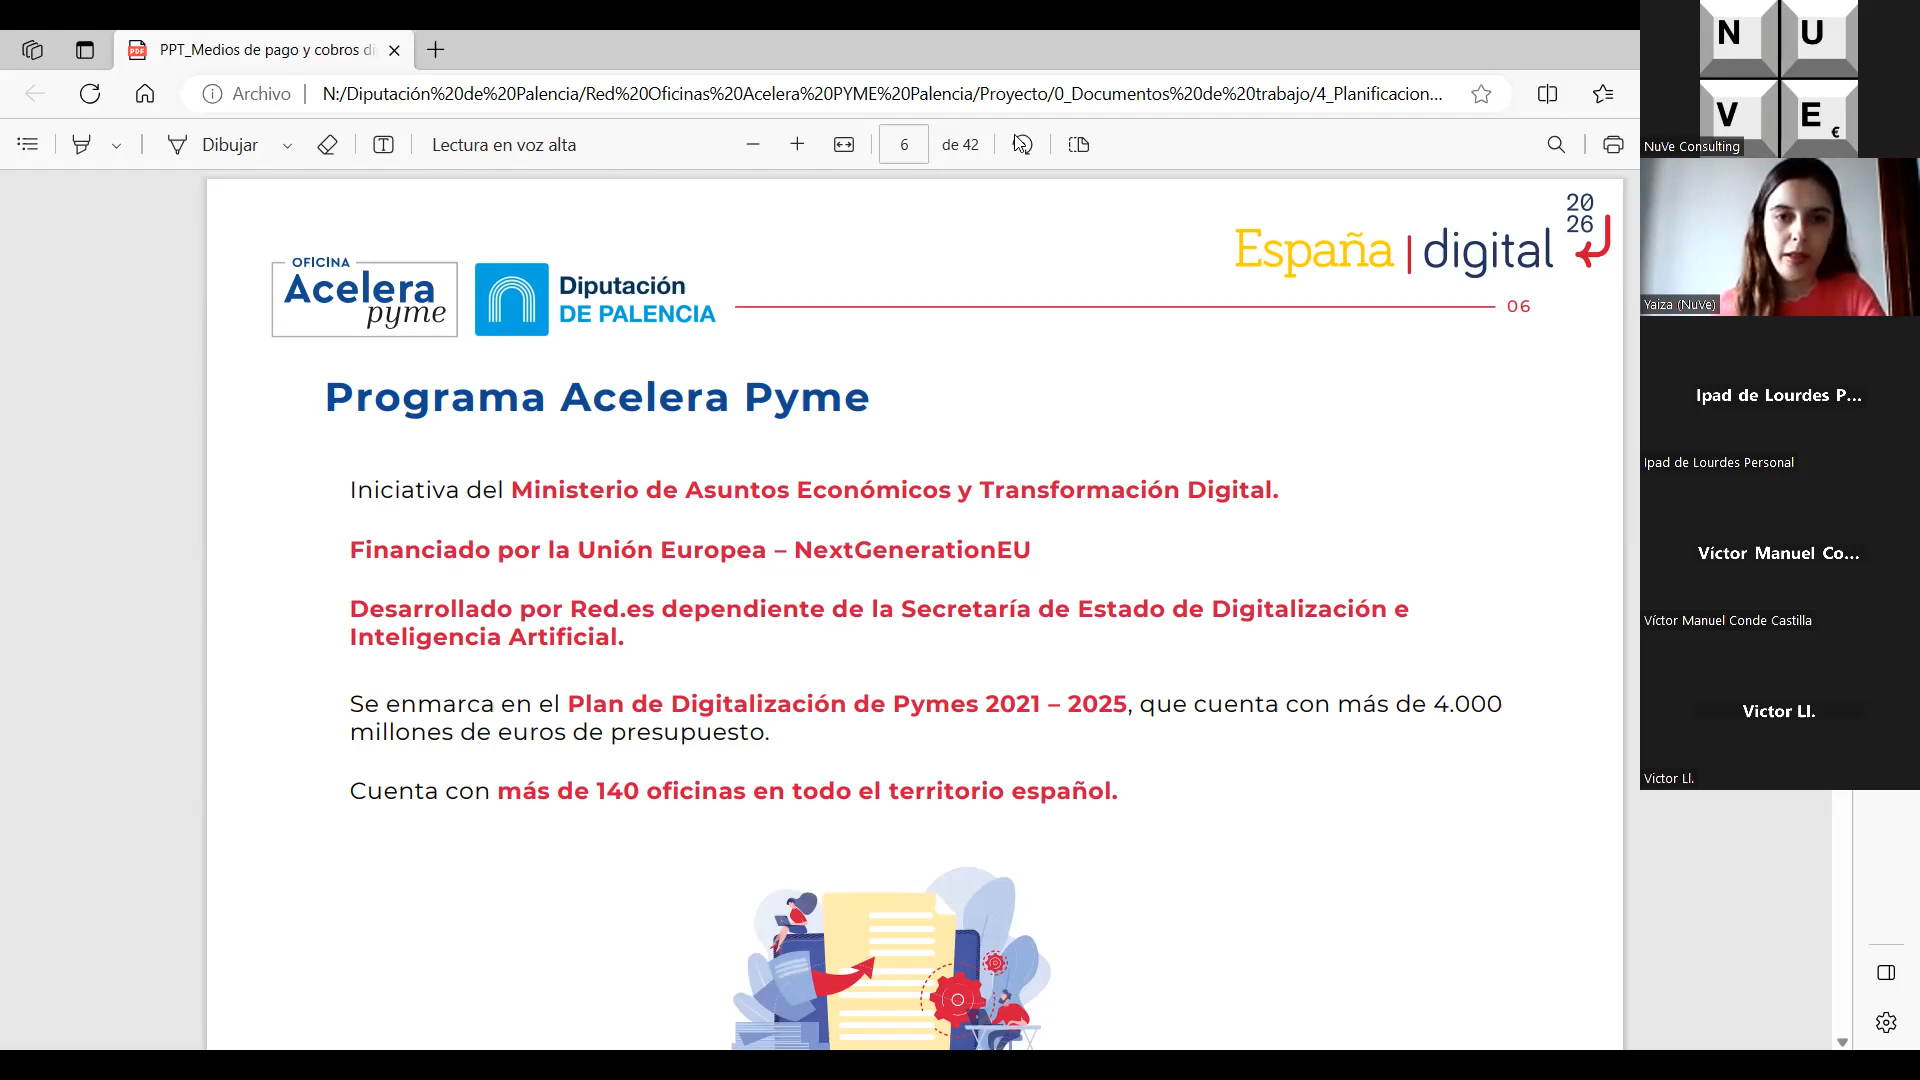 PPT_Medios de pago y cobros di
Archivo
N:/Diputación%20de%20Palencia/Red%20Oficinas%20Acelera%20PYME%20Palencia/Proyecto/0_Documentos%20de%20trabajo/4_Planificacion...
Dibujar
Lectura en voz alta
6 de 42
OFICINA
Acelera
pyme
Diputación
DE PALENCIA
España | digital
20
26
06
Programa Acelera Pyme
Iniciativa del Ministerio de Asuntos Económicos y Transformación Digital.
Financiado por la Unión Europea – NextGenerationEU
Desarrollado por Red.es dependiente de la Secretaría de Estado de Digitalización e
Inteligencia Artificial.
Se enmarca en el Plan de Digitalización de Pymes 2021 – 2025, que cuenta con más de 4.000
millones de euros de presupuesto.
Cuenta con más de 140 oficinas en todo el territorio español.
N U
V E €
NuVe Consulting
Yaiza (NuVe)
Ipad de Lourdes P...
Ipad de Lourdes Personal
Víctor Manuel Co...
Víctor Manuel Conde Castilla
Victor Ll.
Victor Ll.